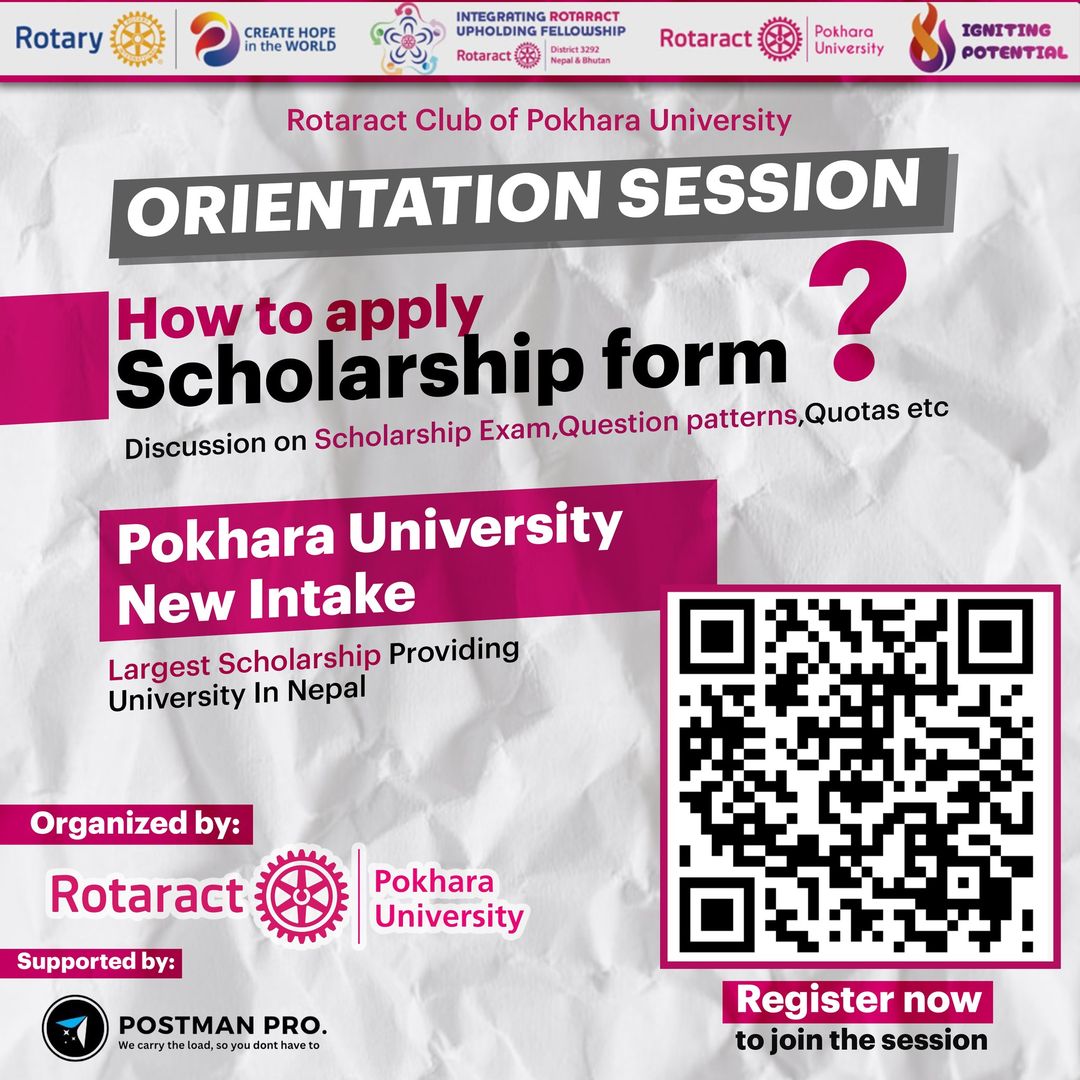 Rotary
CREATE HOPE
in the WORLD
INTEGRATING ROTARACT
UPHOLDING FELLOWSHIP
Rotaract
District 3292
Nepal & Bhutan
Rotaract
Pokhara
University
IGNITING
POTENTIAL
Rotaract Club of Pokhara University
ORIENTATION SESSION
How to apply
Scholarship form ?
Discussion on Scholarship Exam,Question patterns,Quotas etc
Pokhara University
New Intake
Largest Scholarship Providing
University In Nepal
Organized by:
Rotaract
Pokhara
University
Supported by:
POSTMAN PRO.
We carry the load, so you dont have to
Register now
to join the session